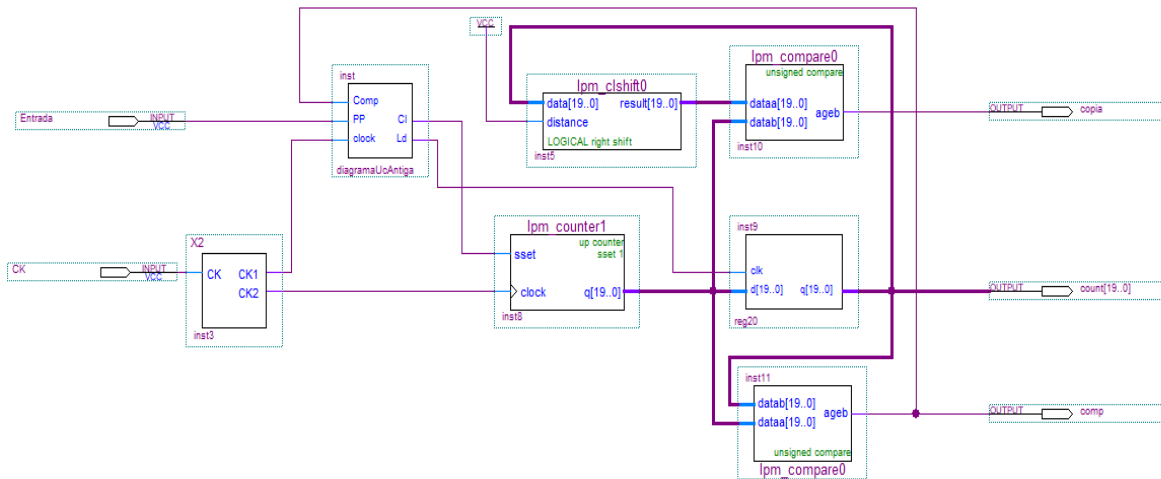 VCC
lpm_compare0
unsigned compare
dataa[19..0]
datab[19..0]
ageb
inst10
OUTPUT
copia
lpm_clshift0
data[19..0]
result[19..0]
distance
LOGICAL right shift
inst5
inst
Comp
PP
clock
Cl
Ld
diagramaUcAntiga
Entrada
INPUT
VCC
lpm_counter1
up counter
sset 1
sset
clock
q[19..0]
inst8
inst9
clk
d[19..0]
q[19..0]
reg20
OUTPUT
count[19..0]
X2
CK
CK1
CK2
inst3
CK
INPUT
VCC
inst11
datab[19..0]
dataa[19..0]
ageb
unsigned compare
lpm_compare0
OUTPUT
comp